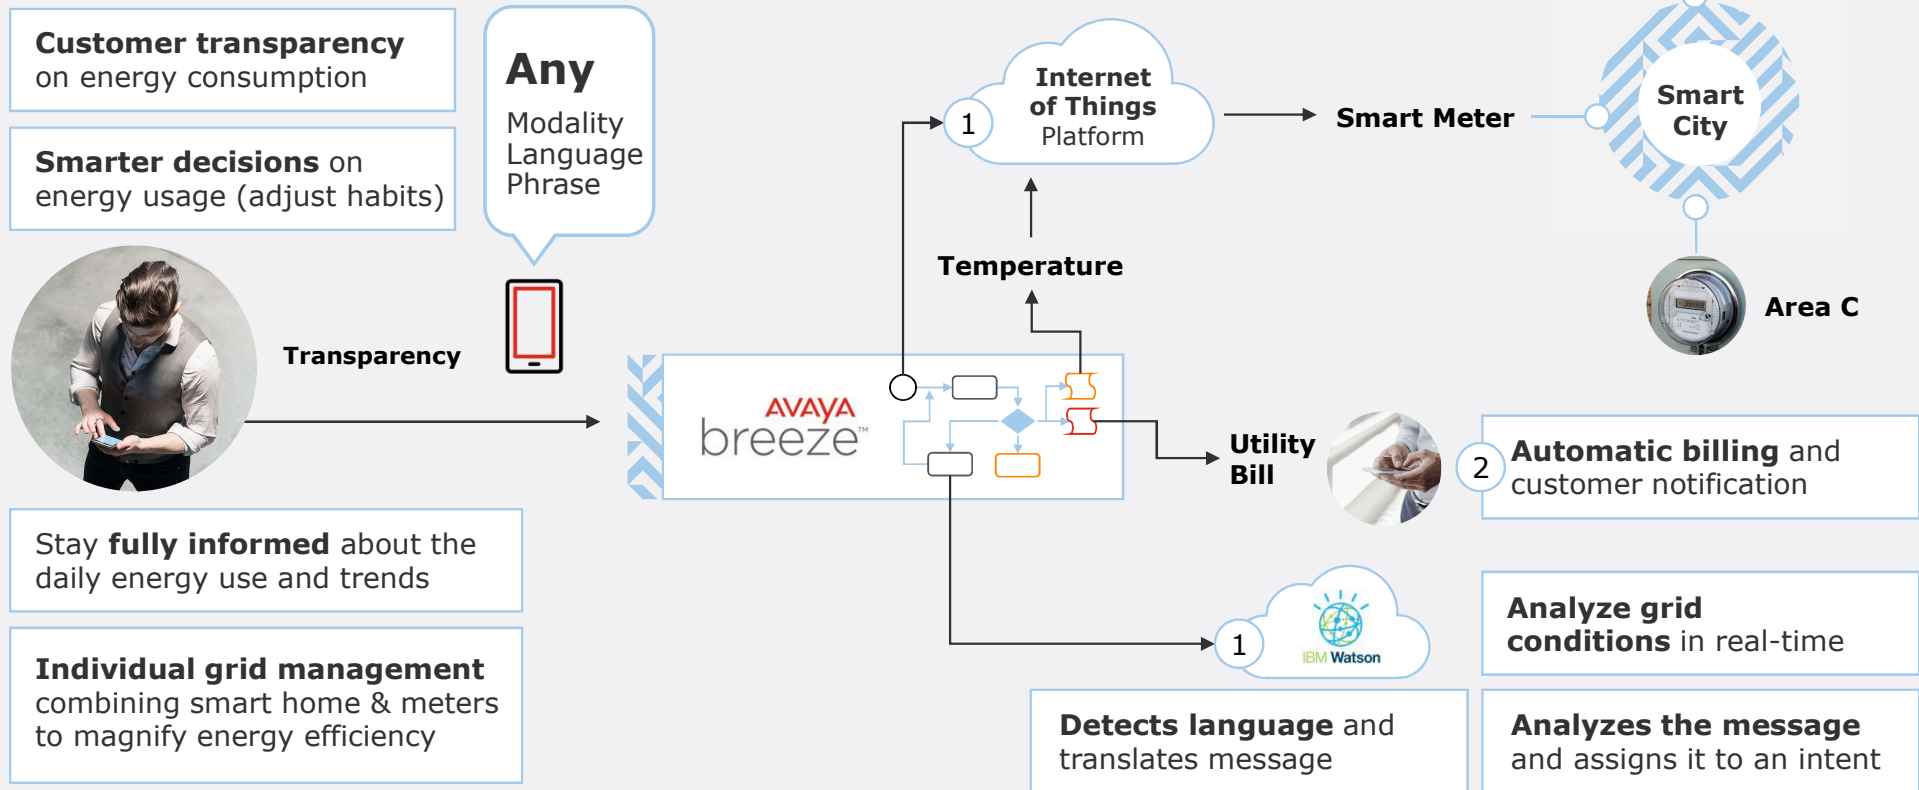 Customer transparency
on energy consumption
Smarter decisions on
energy usage (adjust habits)
Any
Modality
Language
Phrase
Transparency
Stay fully informed about the
daily energy use and trends
Individual grid management
combining smart home & meters
to magnify energy efficiency
AVAYA
breeze™
1
Internet
of Things
Platform
Smart Meter
Smart
City
Temperature
Area C
Utility
Bill
2
Automatic billing and
customer notification
1
IBM Watson
Analyze grid
conditions in real-time
Detects language and
translates message
Analyzes the message
and assigns it to an intent